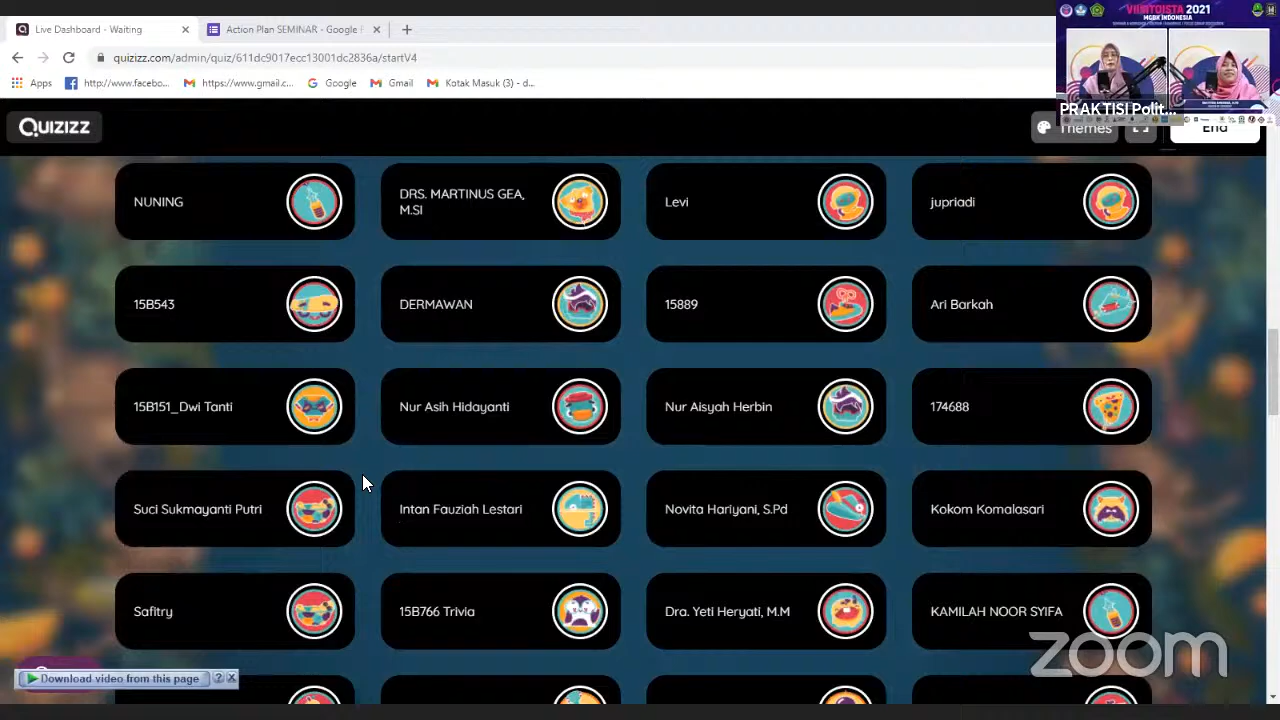 Live Dashboard - Waiting
Action Plan SEMINAR - Google
quizizz.com/admin/quiz/611dc9017ecc13001dc2836a/startV4
Apps
http://www.facebo...
https://www.gmail.c...
Google
Gmail
Kotak Masuk (5.) - d...
2021
MGBK INDONESIA
PRAKTISI Polit...
Quizizz
Themes
End
NUNING
DRS. MARTINUS GEA, M.SI
Levi
jupriadi
15B543
DERMAWAN
15889
Ari Barkah
15B151_Dwi Tanti
Nur Asih Hidayanti
Nur Aisyah Herbin
174688
Suci Sukmayanti Putri
Iman Fauziah Lestari
Novita Hariyani, S.Pd
Kokom Komalasari
Safitry
15B766 Trivia
Dra. Yeti Heryati, M.M
KAMILAH NOOR SYIFA
zoom
Download video from this page
?